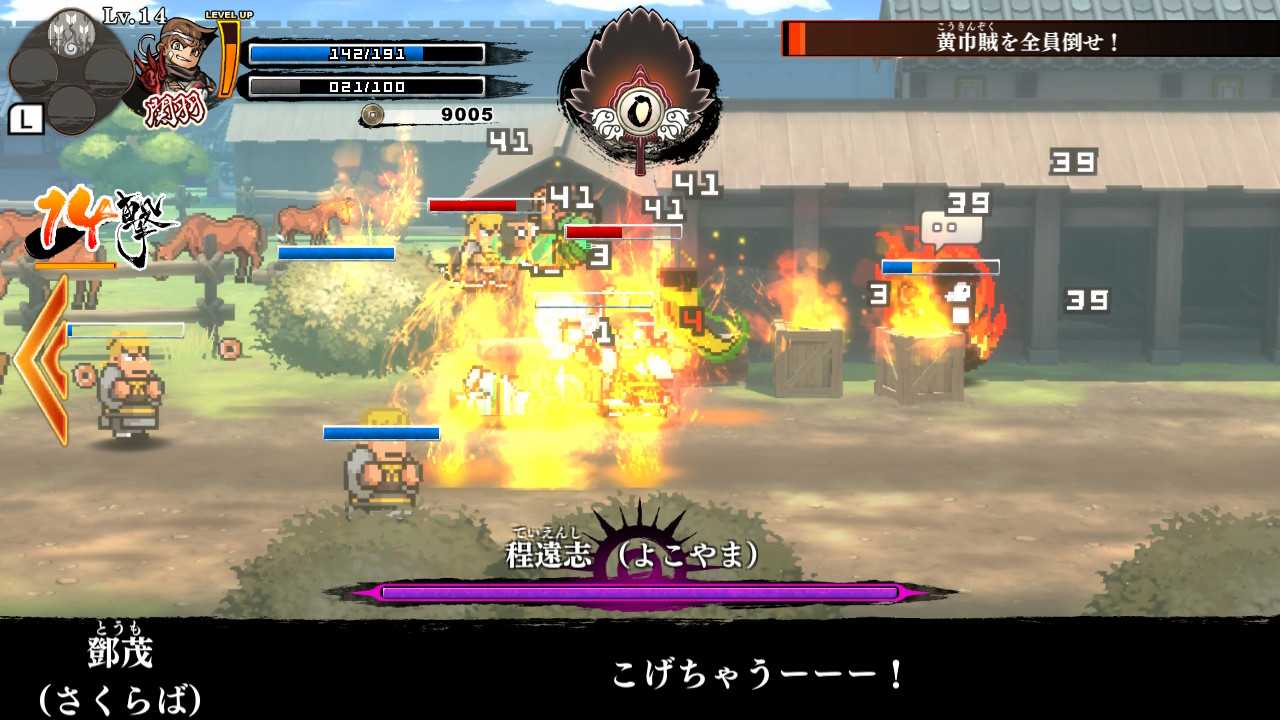 Lv.14
LEVEL UP
関羽
L
142/191
021/100
9005
こうきんぞく
黄巾賊を全員倒せ！
14撃
41
41
41
41
39
39
39
3
3
4
1
ていえんし
程遠志 （よこやま）
とうも
鄧茂
（さくらば）
こげちゃうーーー！